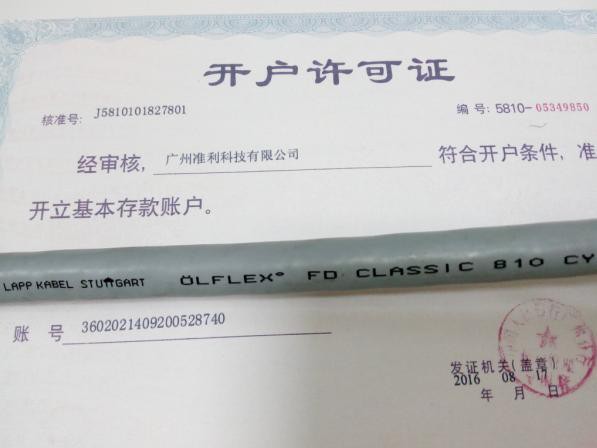 开户许可证
核准号: J5810101827801
编号: 5810-05349850
经审核, 广州准利科技有限公司 符合开户条件, 准
开立基本存款账户。
LAPP KABEL STUTTGART ÖLFLEX® FD CLASSIC 810 CY
账 号 3602021409200528740
发证机关(盖章)
2016 08 17
年 月 日